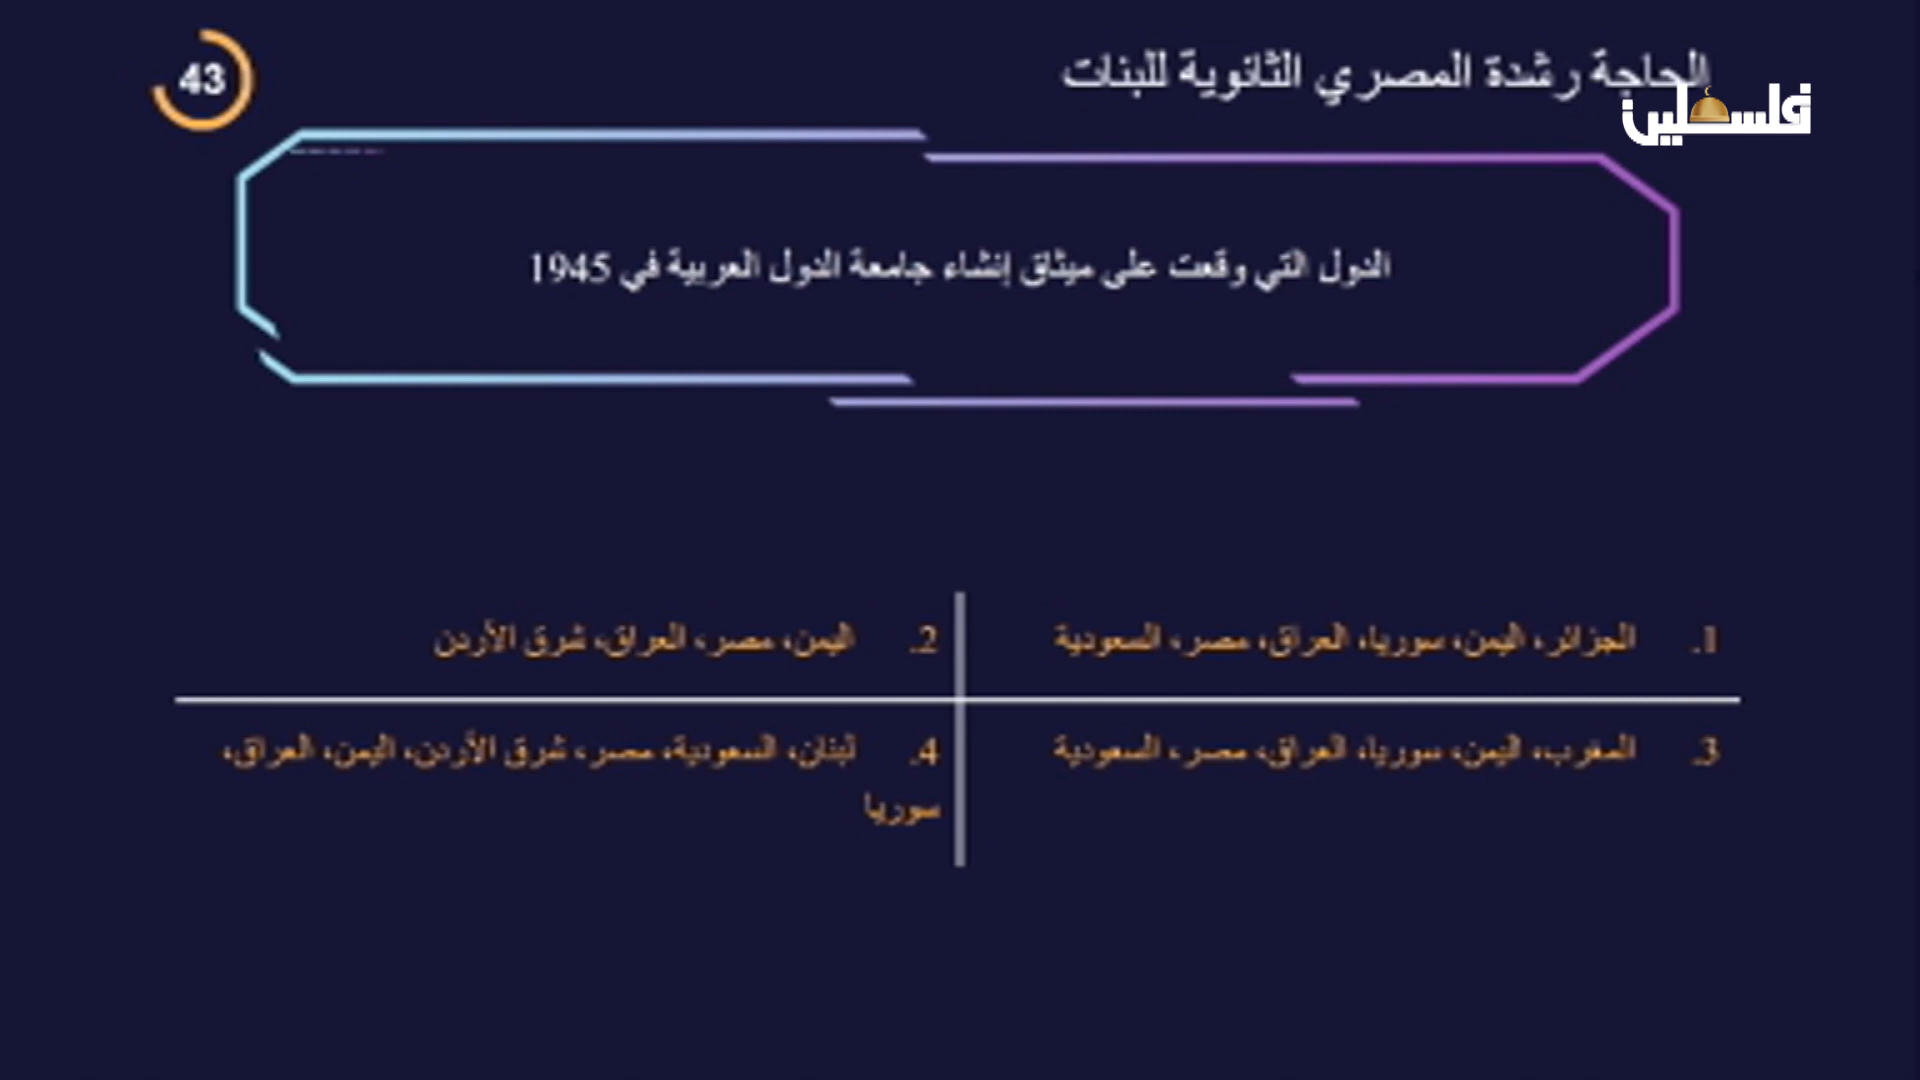 الحاجة رشدة المصري الثانوية للبنات
43
فلسطين
الدول التي وقعت على ميثاق إنشاء جامعة الدول العربية في 1945
1. الجزائر، اليمن، سوريا، العراق، مصر، السعودية
2. اليمن، مصر، العراق، شرق الأردن
3. المغرب، اليمن، سوريا، العراق، مصر، السعودية
4. لبنان، السعودية، مصر، شرق الأردن، اليمن، العراق،
سوريا